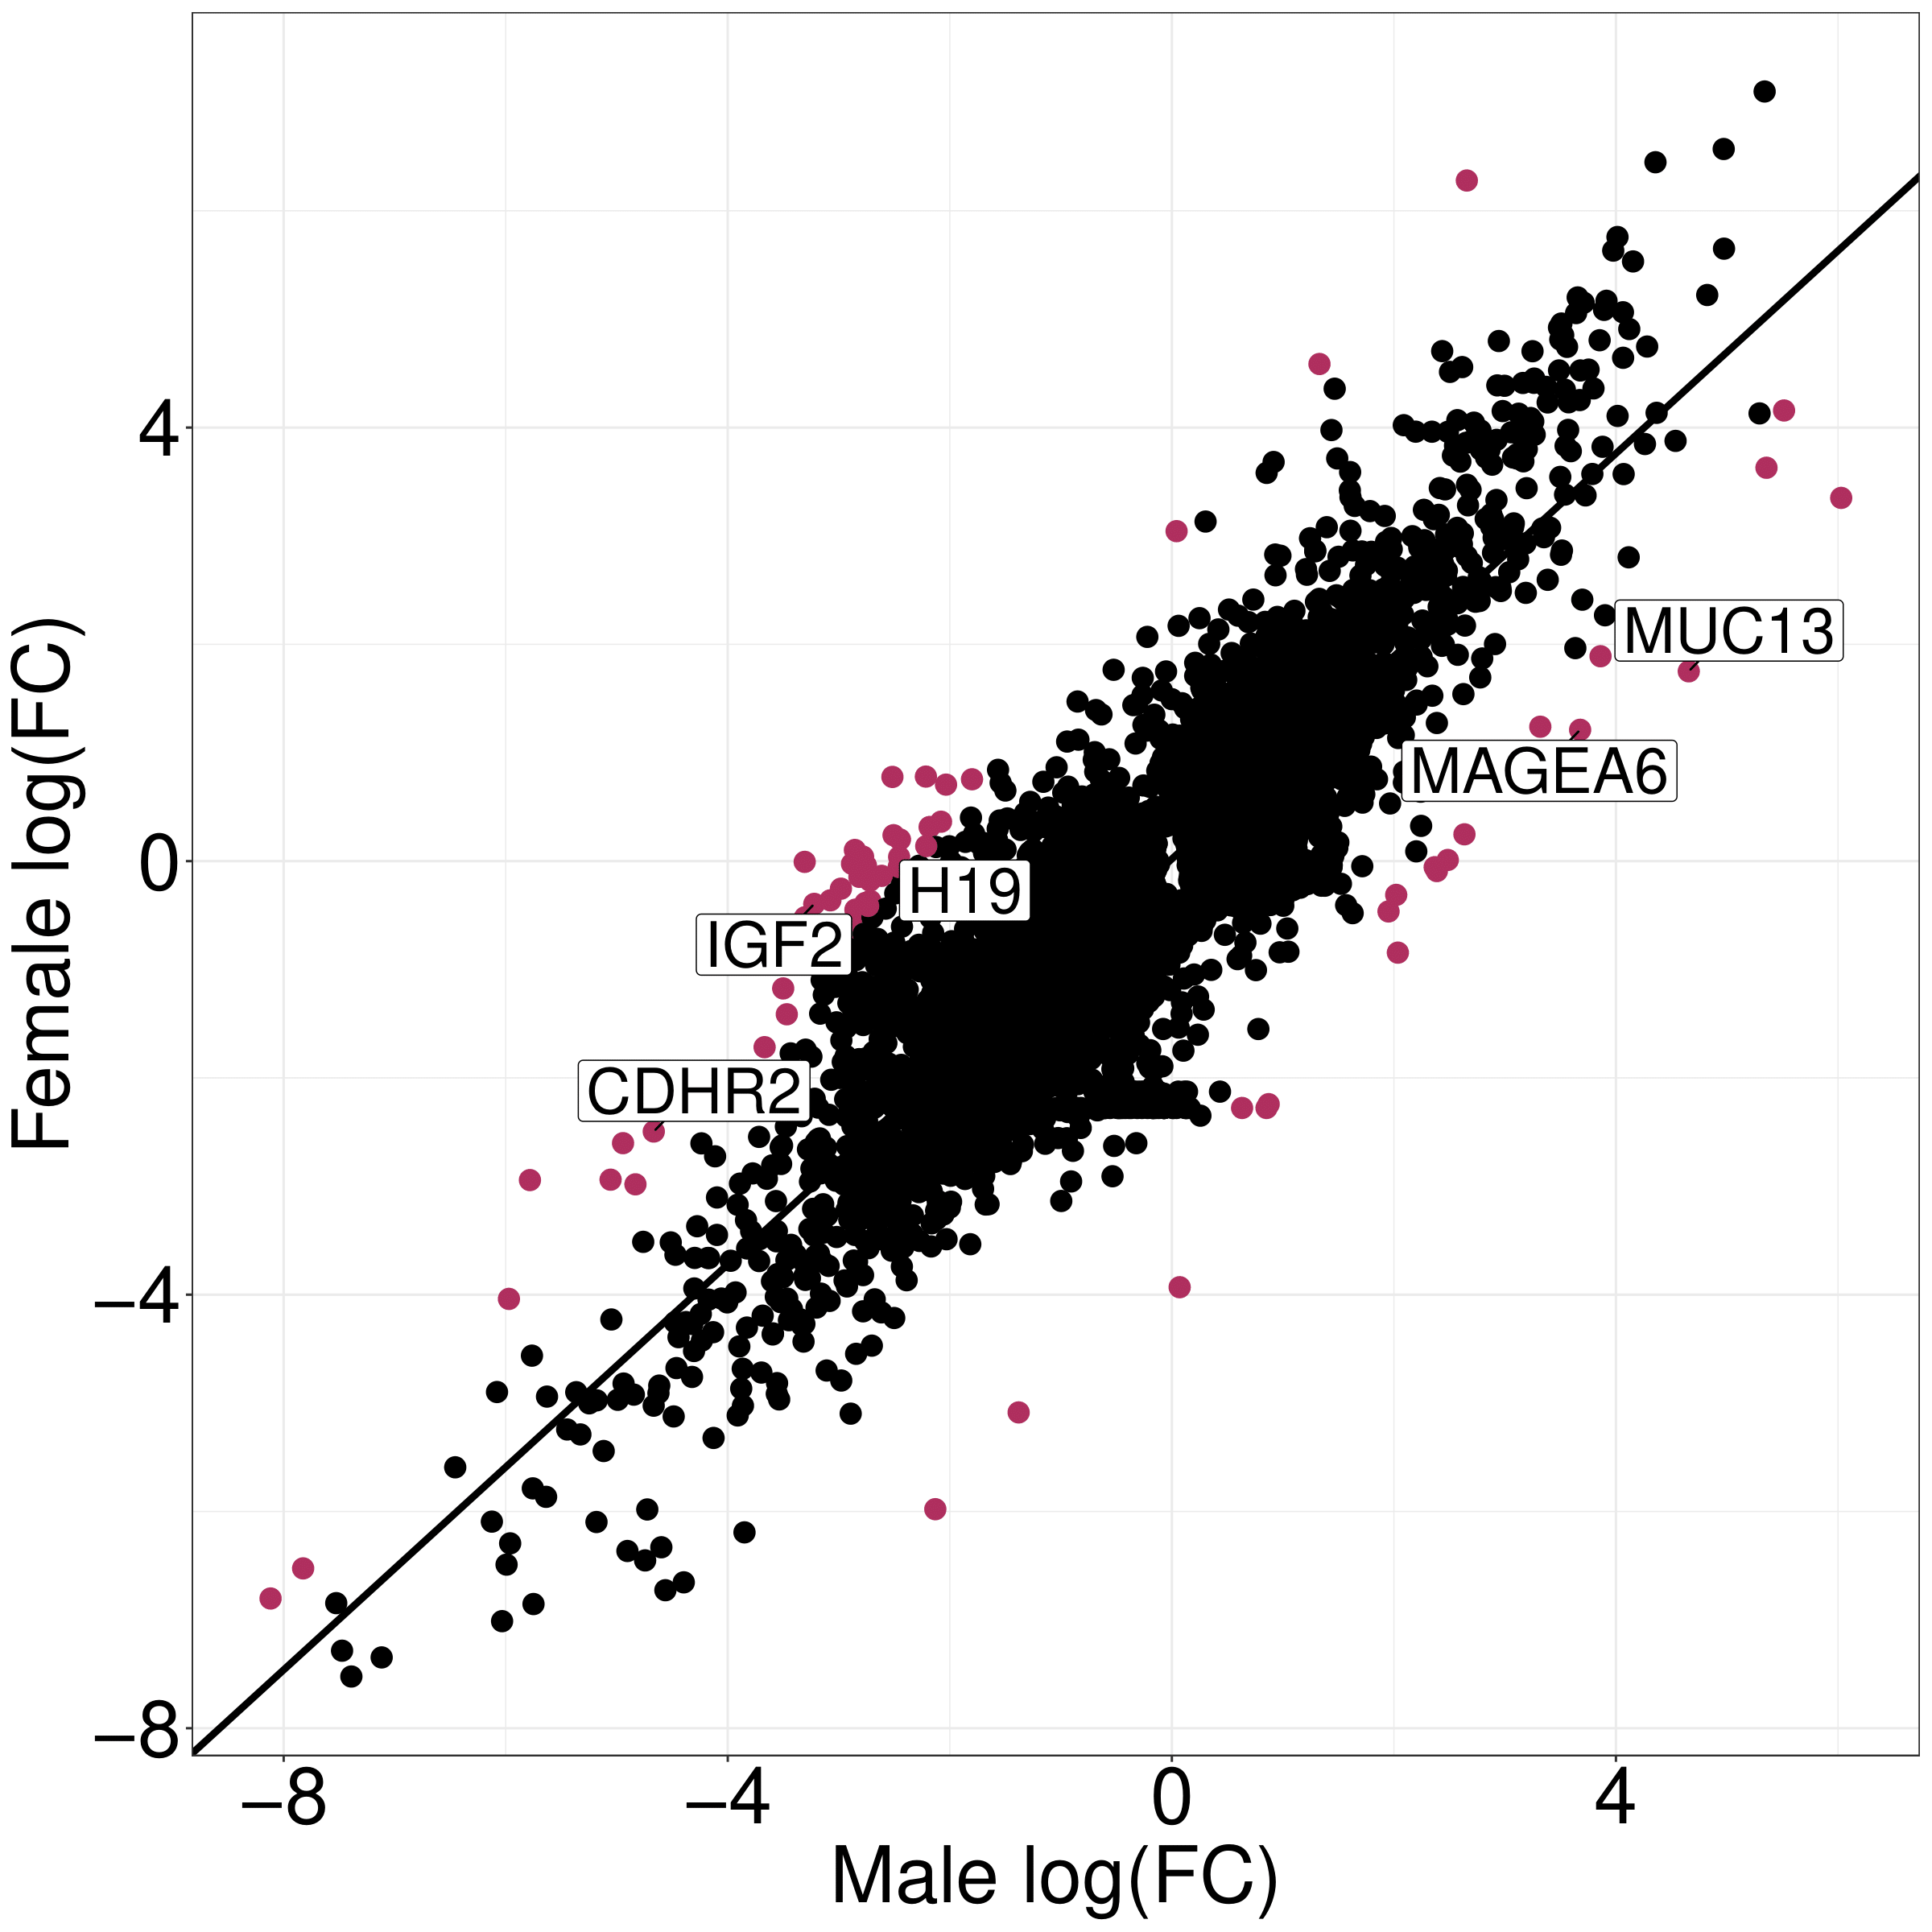 Female log(FC)
4
0
−4
−8
MUC13
MAGEA6
H19
IGF2
CDHR2
−8
−4
0
4
Male log(FC)